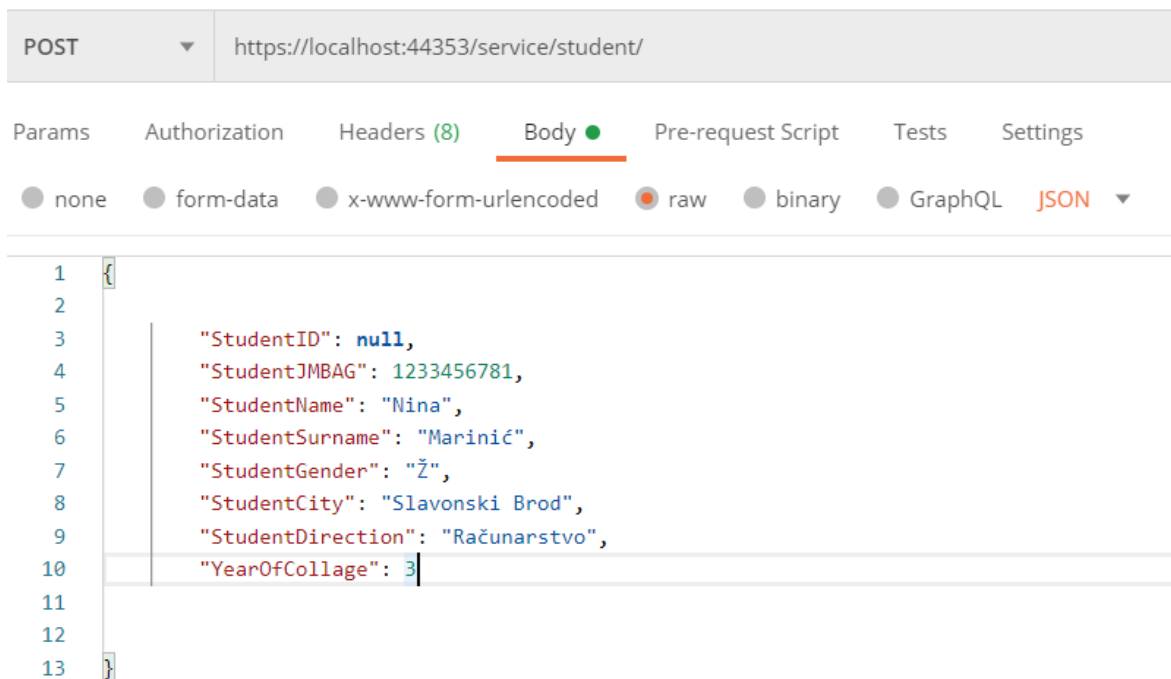 POST https://localhost:44353/service/student/
Params Authorization Headers (8) Body Pre-request Script Tests Settings
none form-data x-www-form-urlencoded raw binary GraphQL JSON
1 {
2
3 "StudentID": null,
4 "StudentJMBAG": 1233456781,
5 "StudentName": "Nina",
6 "StudentSurname": "Marinić",
7 "StudentGender": "Ž",
8 "StudentCity": "Slavonski Brod",
9 "StudentDirection": "Računarstvo",
10 "YearOfCollage": 3
11
12
13 }